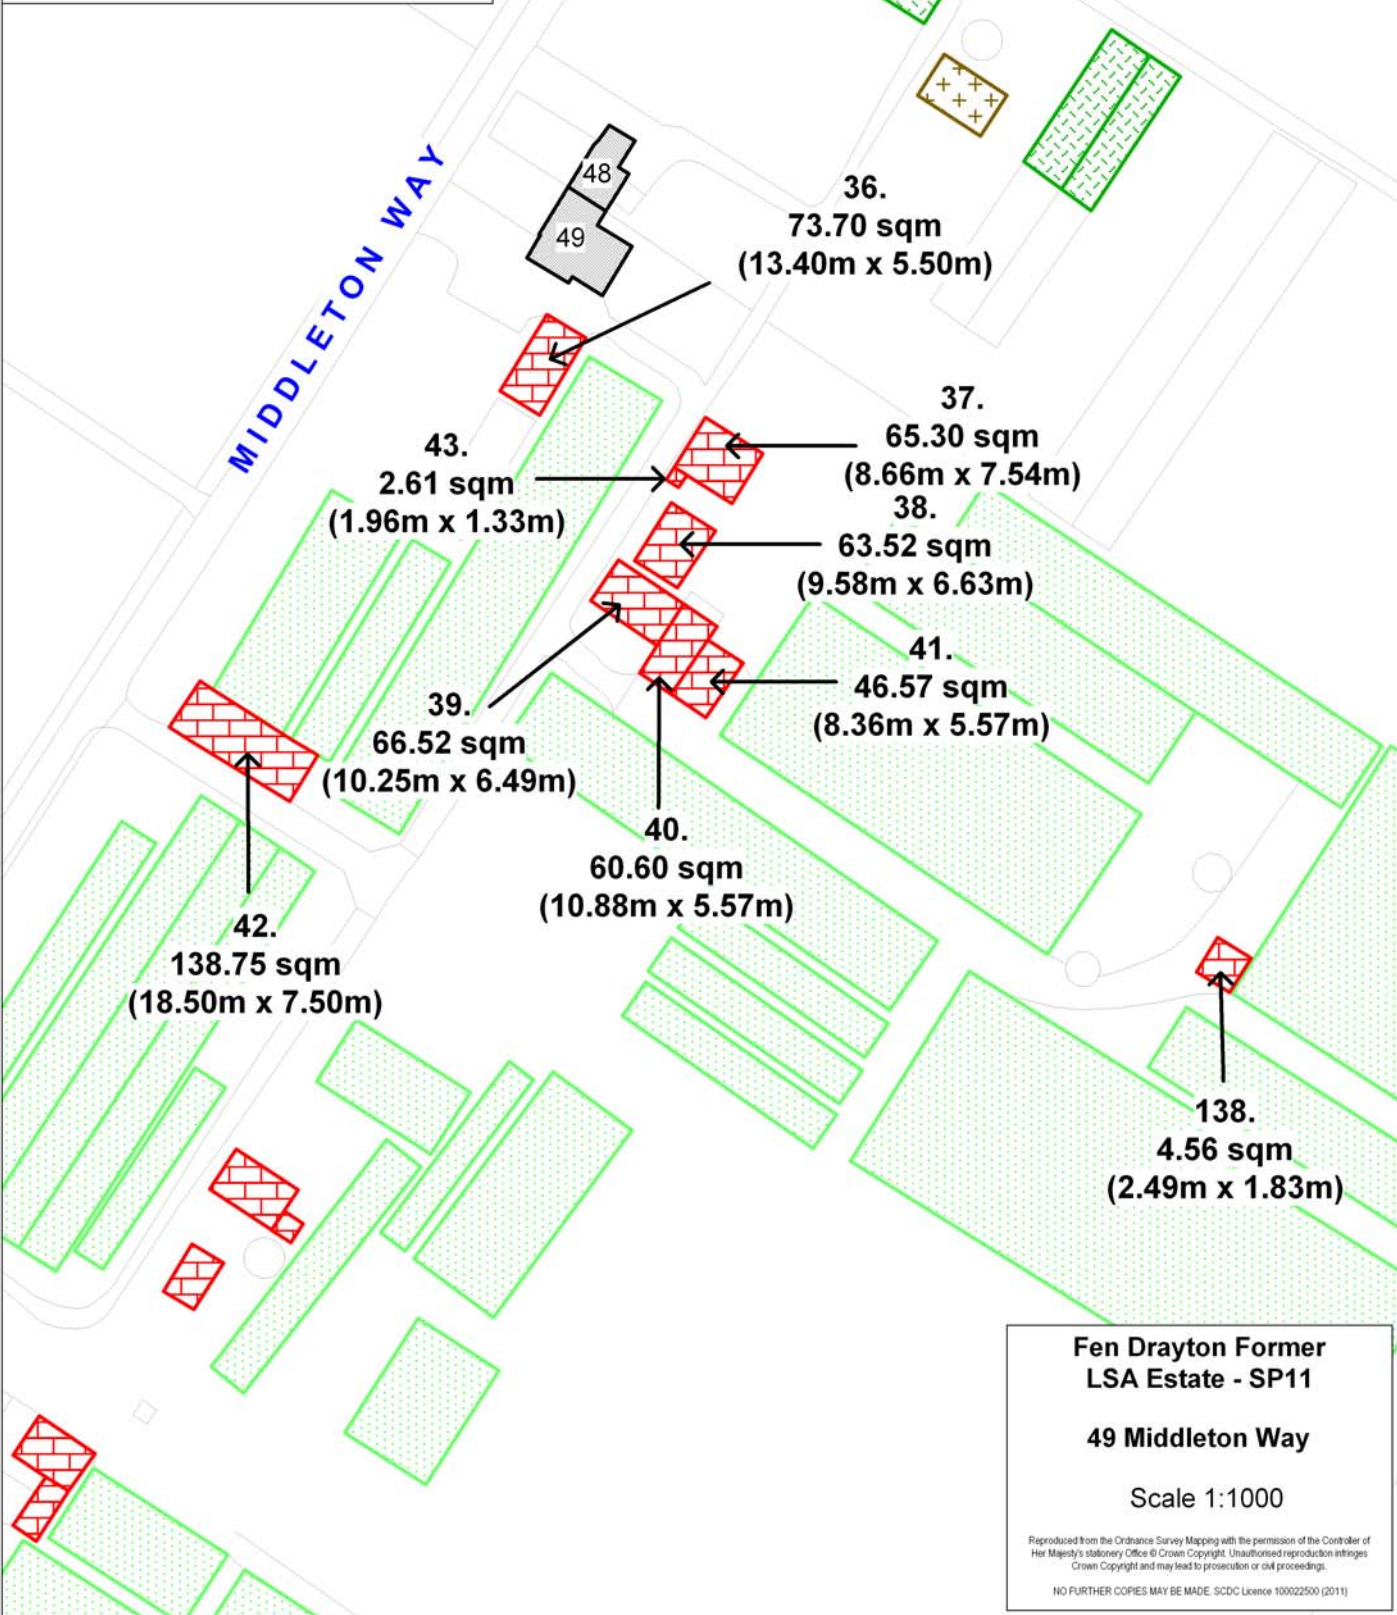 MIDDLETON WAY
48
49
36.
73.70 sqm
(13.40m x 5.50m)
37.
65.30 sqm
(8.66m x 7.54m)
43.
2.61 sqm
(1.96m x 1.33m)
38.
63.52 sqm
(9.58m x 6.63m)
41.
46.57 sqm
(8.36m x 5.57m)
39.
66.52 sqm
(10.25m x 6.49m)
40.
60.60 sqm
(10.88m x 5.57m)
42.
138.75 sqm
(18.50m x 7.50m)
138.
4.56 sqm
(2.49m x 1.83m)
Fen Drayton Former
LSA Estate - SP11
49 Middleton Way
Scale 1:1000
Reproduced from the Ordnance Survey Mapping with the permission of the Controller of
Her Majesty's stationery Office © Crown Copyright. Unauthorised reproduction infringes
Crown Copyright and may lead to prosecution or civil proceedings.
NO FURTHER COPIES MAY BE MADE. SCDC Licence 100022500 (2011)